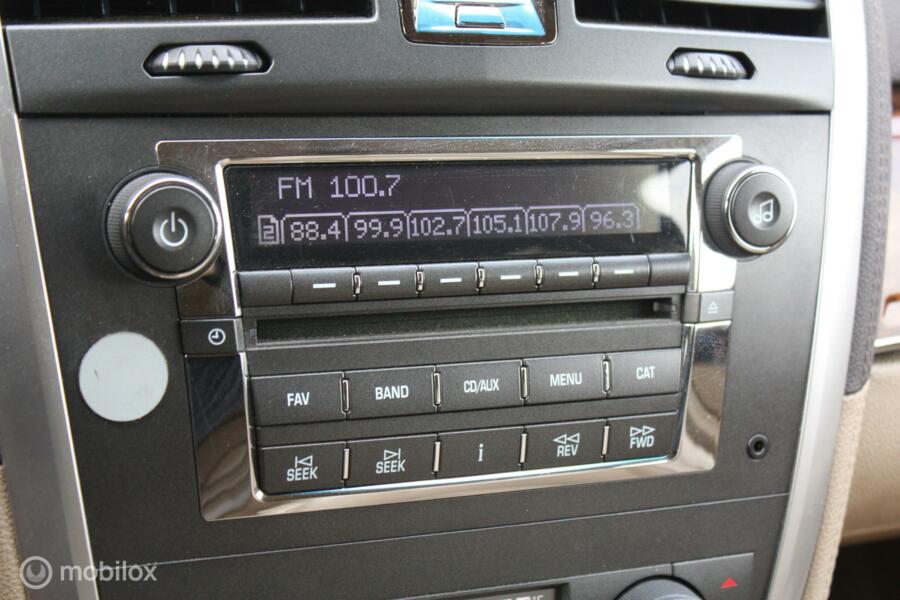 FM 100.7
2 88.4 99.9 102.7 105.1 107.9 96.3
FAV BAND CD/AUX MENU CAT
SEEK SEEK i REV FWD
mobilox